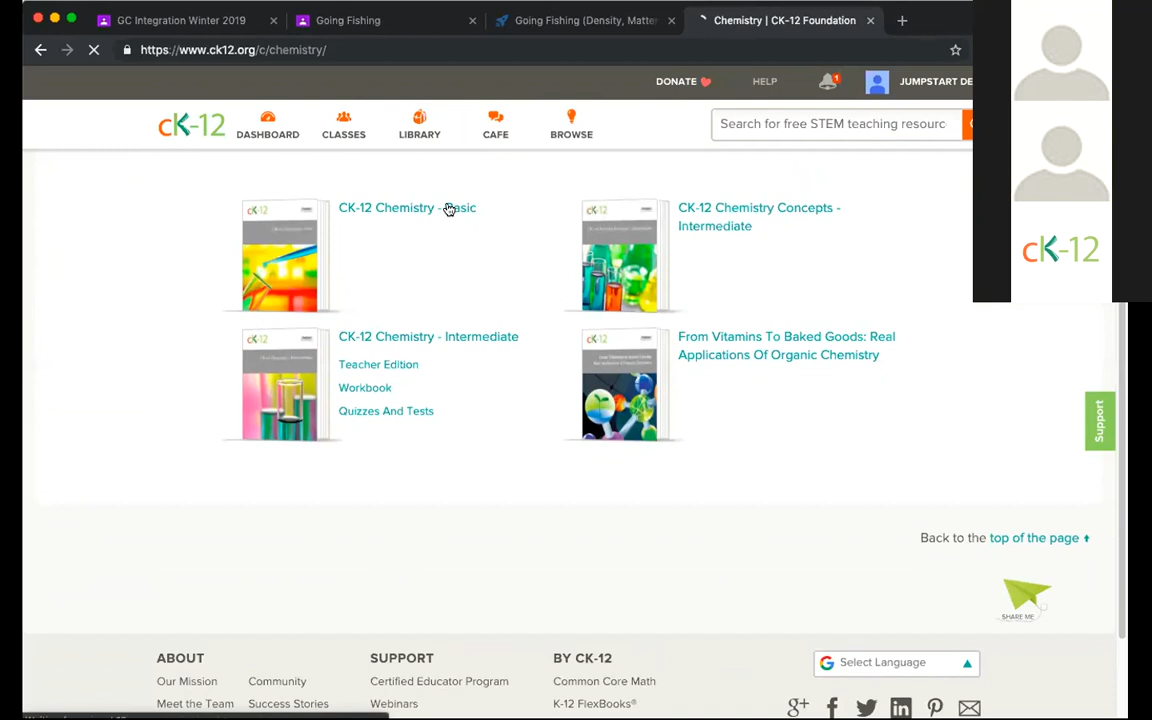 GC Integration Winter 2019
Going Fishing
Going Fishing (Density, Matte
Chemistry | CK-12 Foundation
https://www.ck12.org/c/chemistry/
DONATE
HELP
1
JUMPSTART DE
cK-12
DASHBOARD
CLASSES
LIBRARY
CAFE
BROWSE
Search for free STEM teaching resourc
cK-12
CK-12 Chemistry - Basic
CK-12 Chemistry Concepts -
Intermediate
CK-12 Chemistry - Intermediate
Teacher Edition
Workbook
Quizzes And Tests
From Vitamins To Baked Goods: Real
Applications Of Organic Chemistry
Support
Back to the top of the page
SHARE ME
ABOUT
Our Mission
Community
Meet the Team
Success Stories
SUPPORT
Certified Educator Program
Webinars
BY CK-12
Common Core Math
K-12 FlexBooks®
Select Language